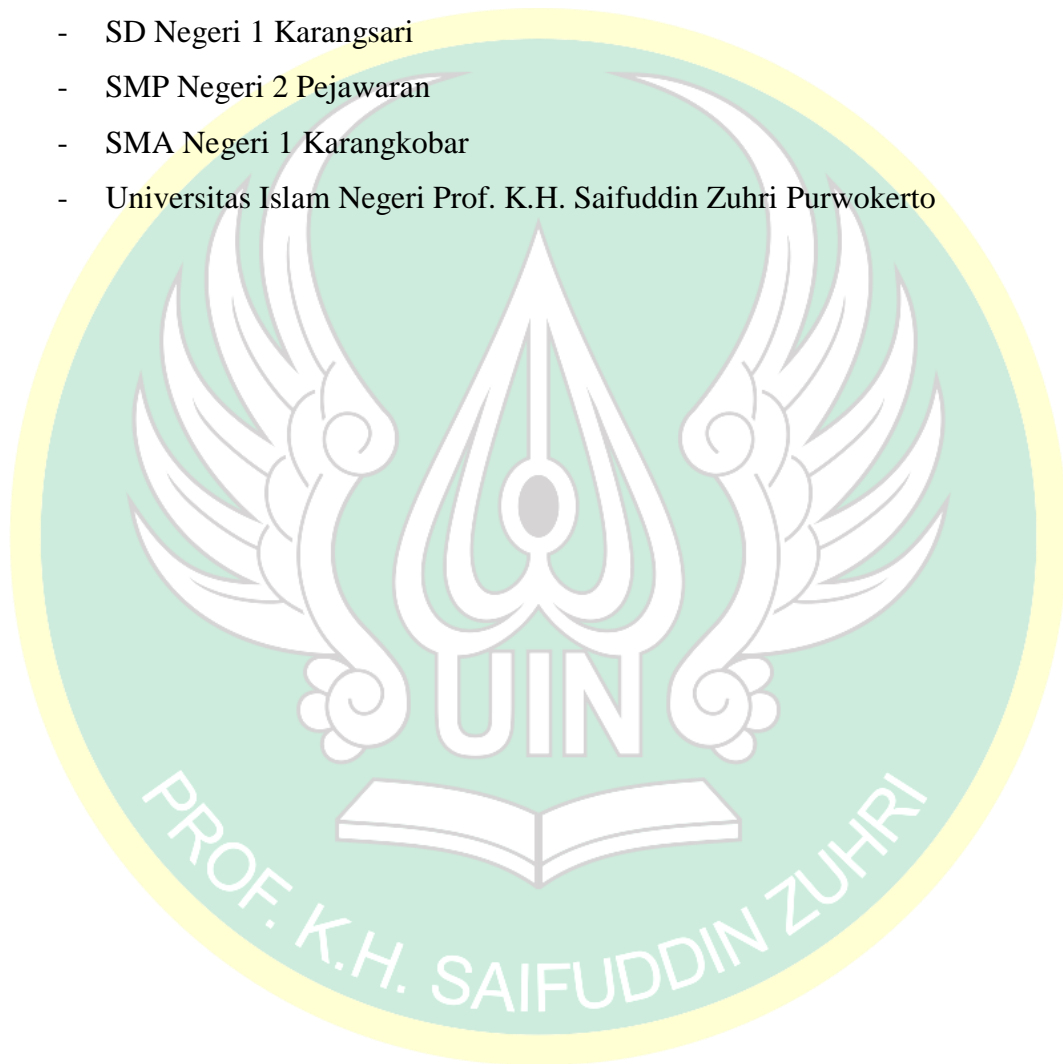 - SD Negeri 1 Karangsari
- SMP Negeri 2 Pejawaran
- SMA Negeri 1 Karangkobar
- Universitas Islam Negeri Prof. K.H. Saifuddin Zuhri Purwokerto
UIN
PROF. K.H. SAIFUDDIN ZUHRI